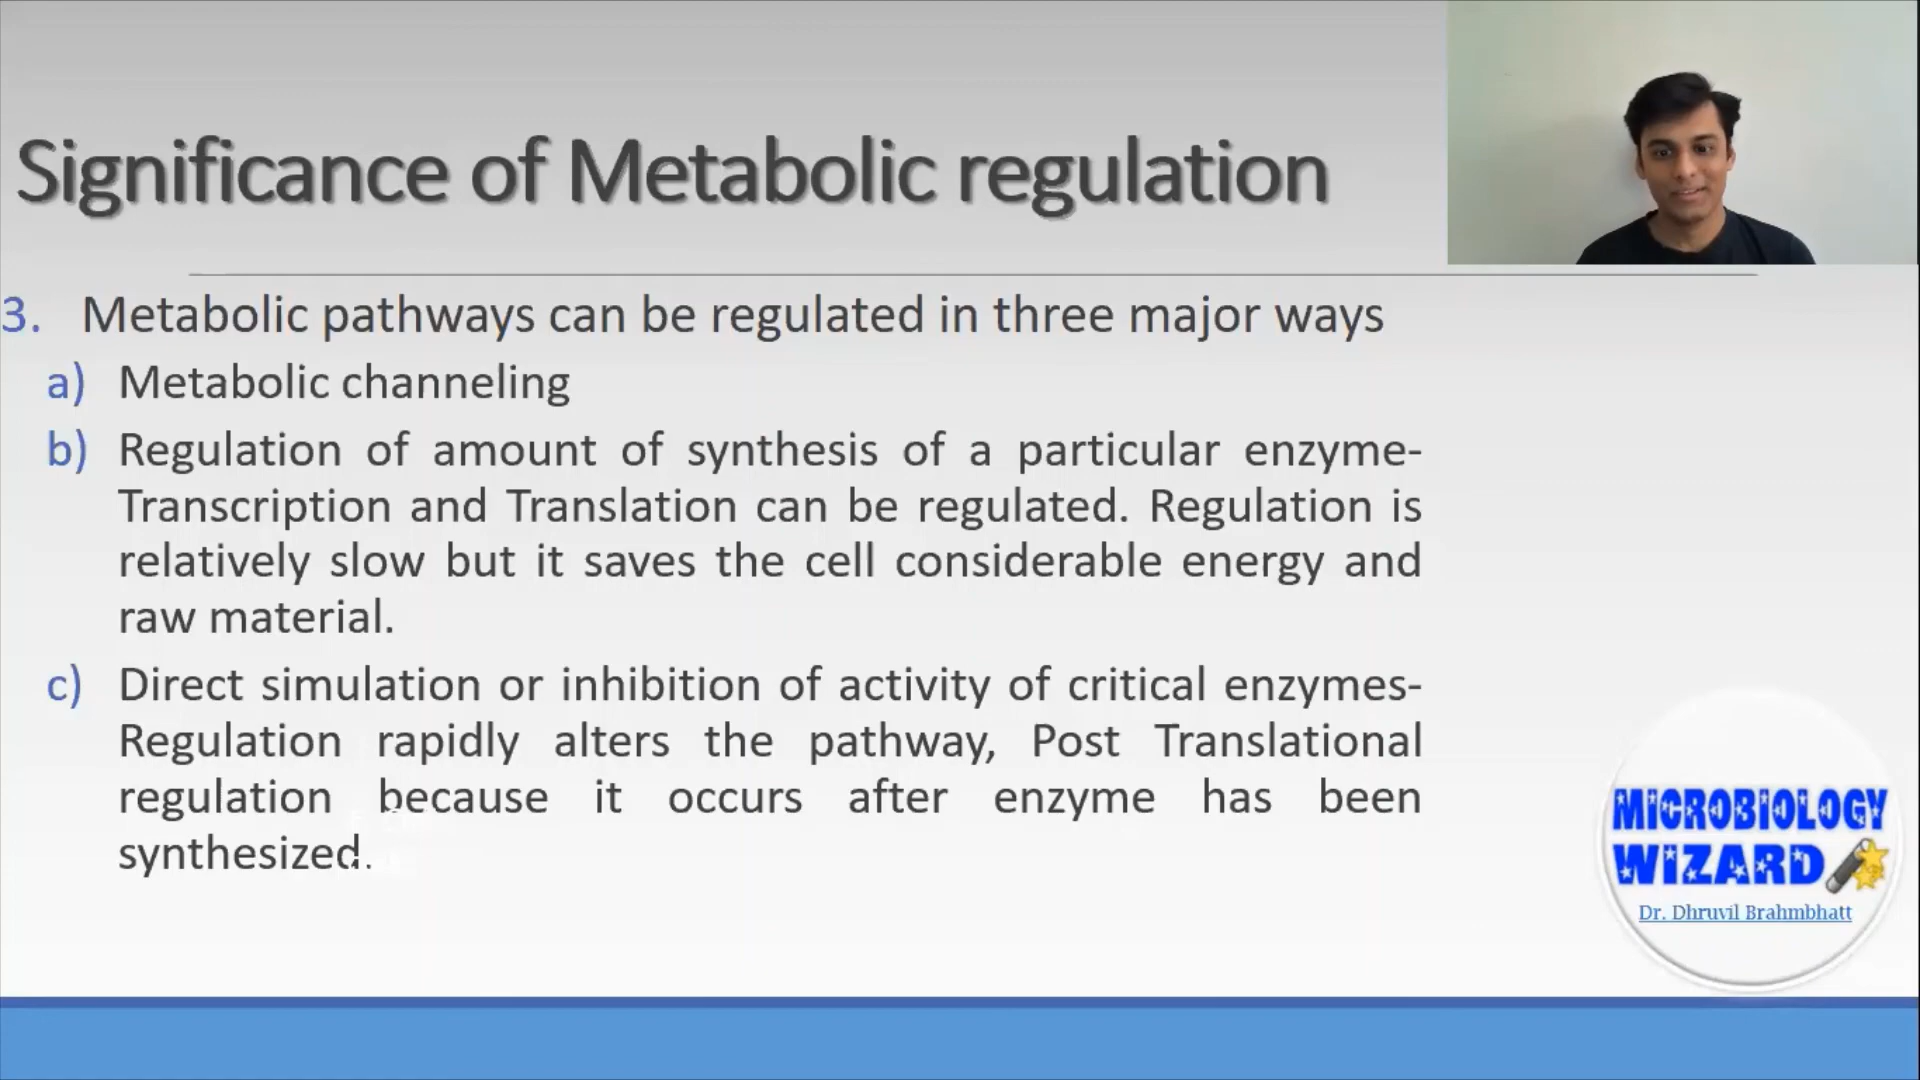 Significance of Metabolic regulation
3. Metabolic pathways can be regulated in three major ways
a) Metabolic channeling
b) Regulation of amount of synthesis of a particular enzyme-
Transcription and Translation can be regulated. Regulation is
relatively slow but it saves the cell considerable energy and
raw material.
c) Direct simulation or inhibition of activity of critical enzymes-
Regulation rapidly alters the pathway, Post Translational
regulation because it occurs after enzyme has been
synthesized.
MICROBIOLOGY
WIZARD
Dr. Dhruvil Brahmbhatt